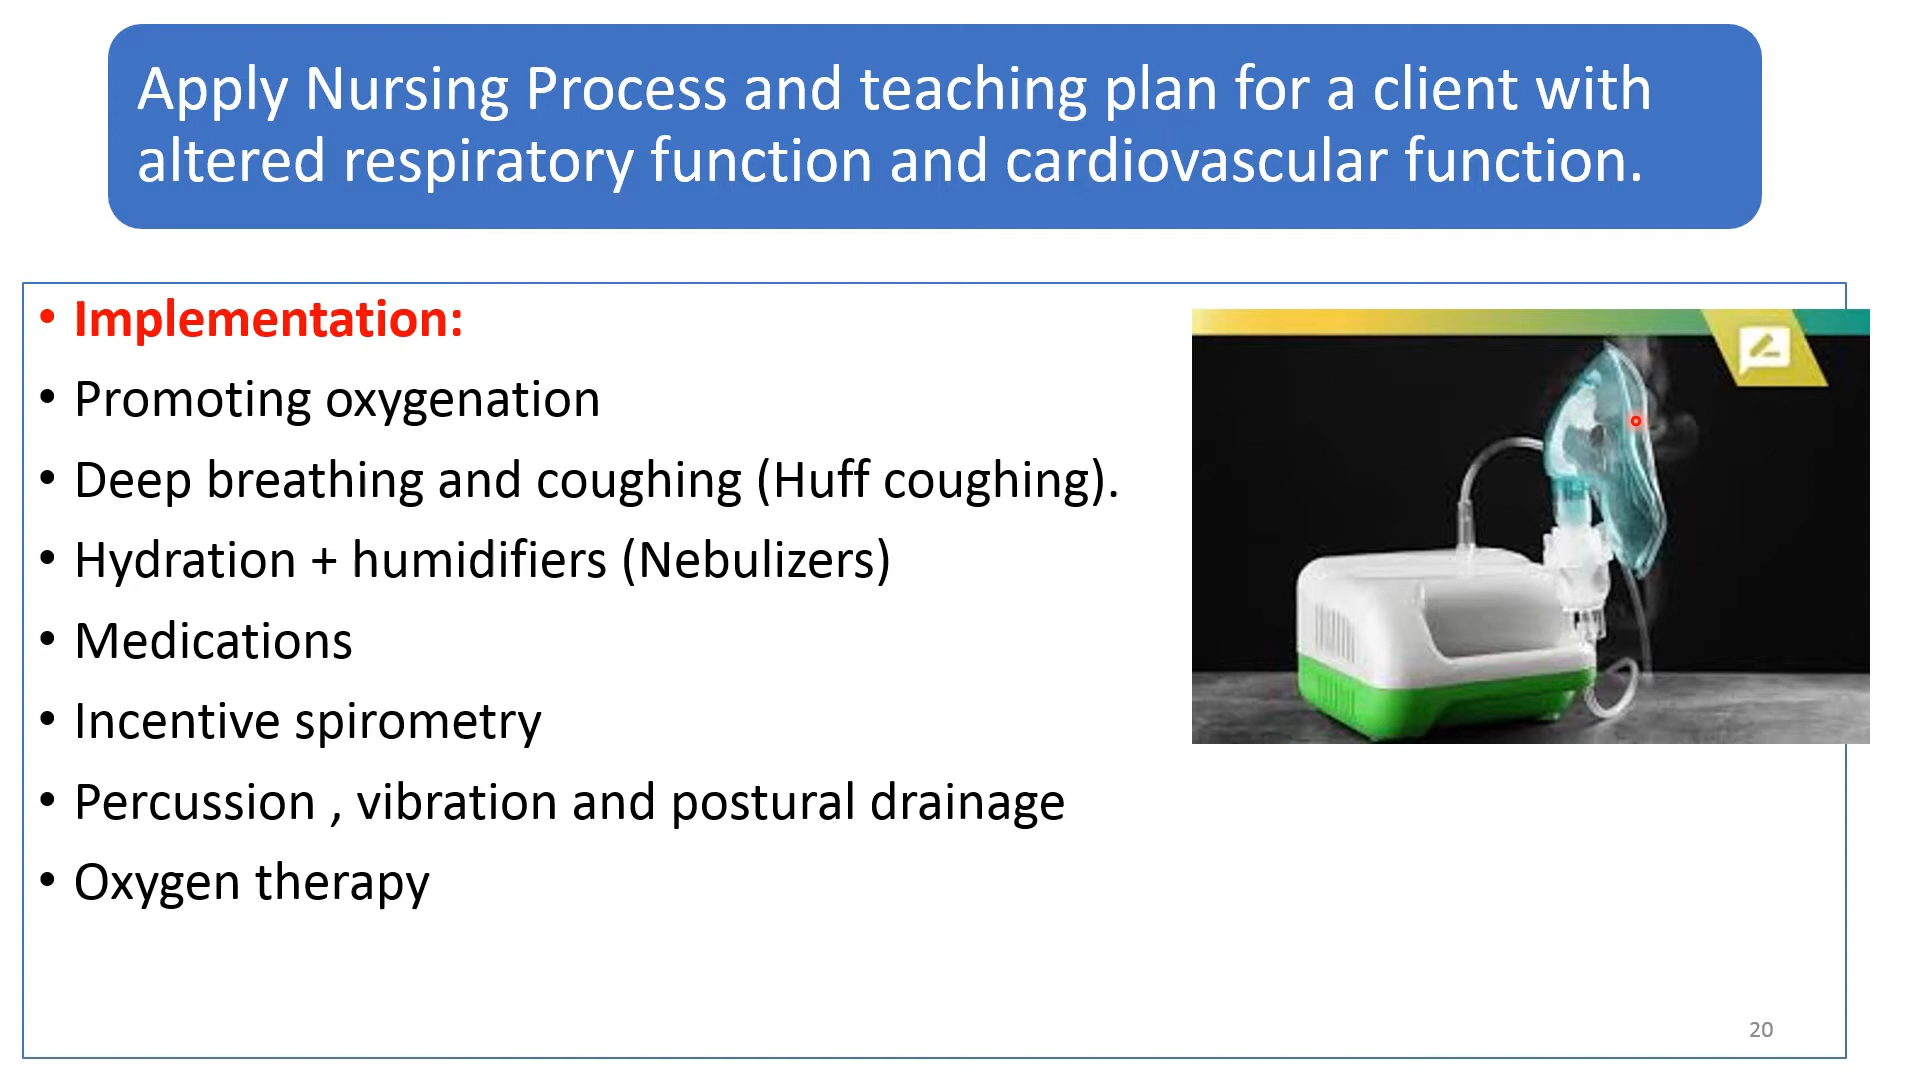 Apply Nursing Process and teaching plan for a client with
altered respiratory function and cardiovascular function.
• Implementation:
• Promoting oxygenation
• Deep breathing and coughing (Huff coughing).
• Hydration + humidifiers (Nebulizers)
• Medications
• Incentive spirometry
• Percussion , vibration and postural drainage
• Oxygen therapy
20